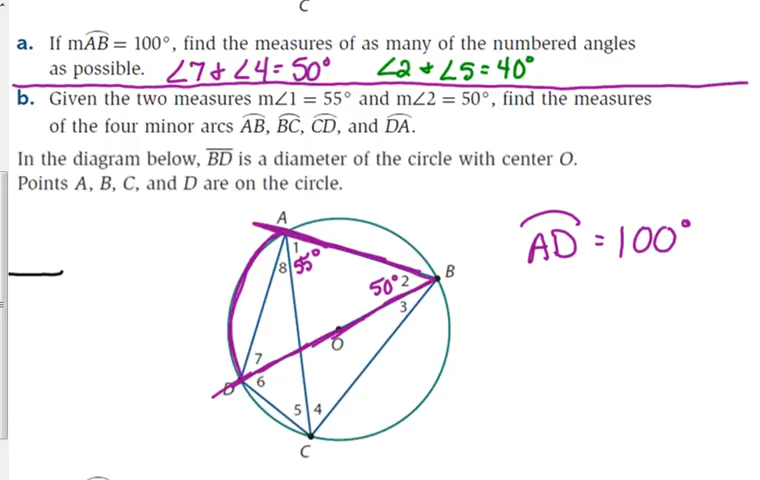 C
a. If mAB = 100°, find the measures of as many of the numbered angles
as possible. ∠7 & ∠4 = 50° ∠2 + ∠5 = 40°
b. Given the two measures m∠1 = 55° and m∠2 = 50°, find the measures
of the four minor arcs AB, BC, CD, and DA.
In the diagram below, BD is a diameter of the circle with center O.
Points A, B, C, and D are on the circle.
A
AD = 100°
1
8 55°
B
50° 2
3
O
7
D 6
5 4
C